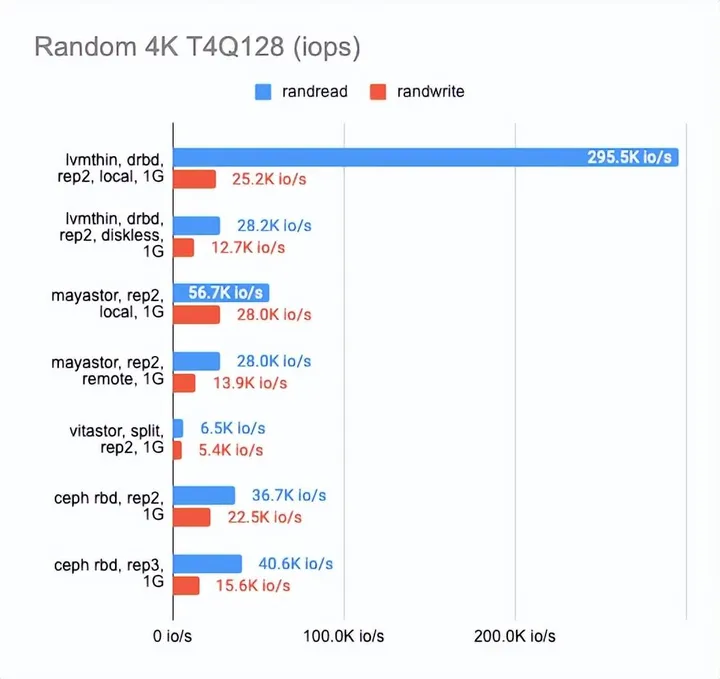 Random 4K T4Q128 (iops)
randread randwrite
lvmthin, drbd,
rep2, local, 1G
295.5K io/s
25.2K io/s
lvmthin, drbd,
rep2, diskless,
1G
28.2K io/s
12.7K io/s
mayastor, rep2,
local, 1G
56.7K io/s
28.0K io/s
mayastor, rep2,
remote, 1G
28.0K io/s
13.9K io/s
vitastor, split,
rep2, 1G
6.5K io/s
5.4K io/s
ceph rbd, rep2,
1G
36.7K io/s
22.5K io/s
ceph rbd, rep3,
1G
40.6K io/s
15.6K io/s
0 io/s 100.0K io/s 200.0K io/s